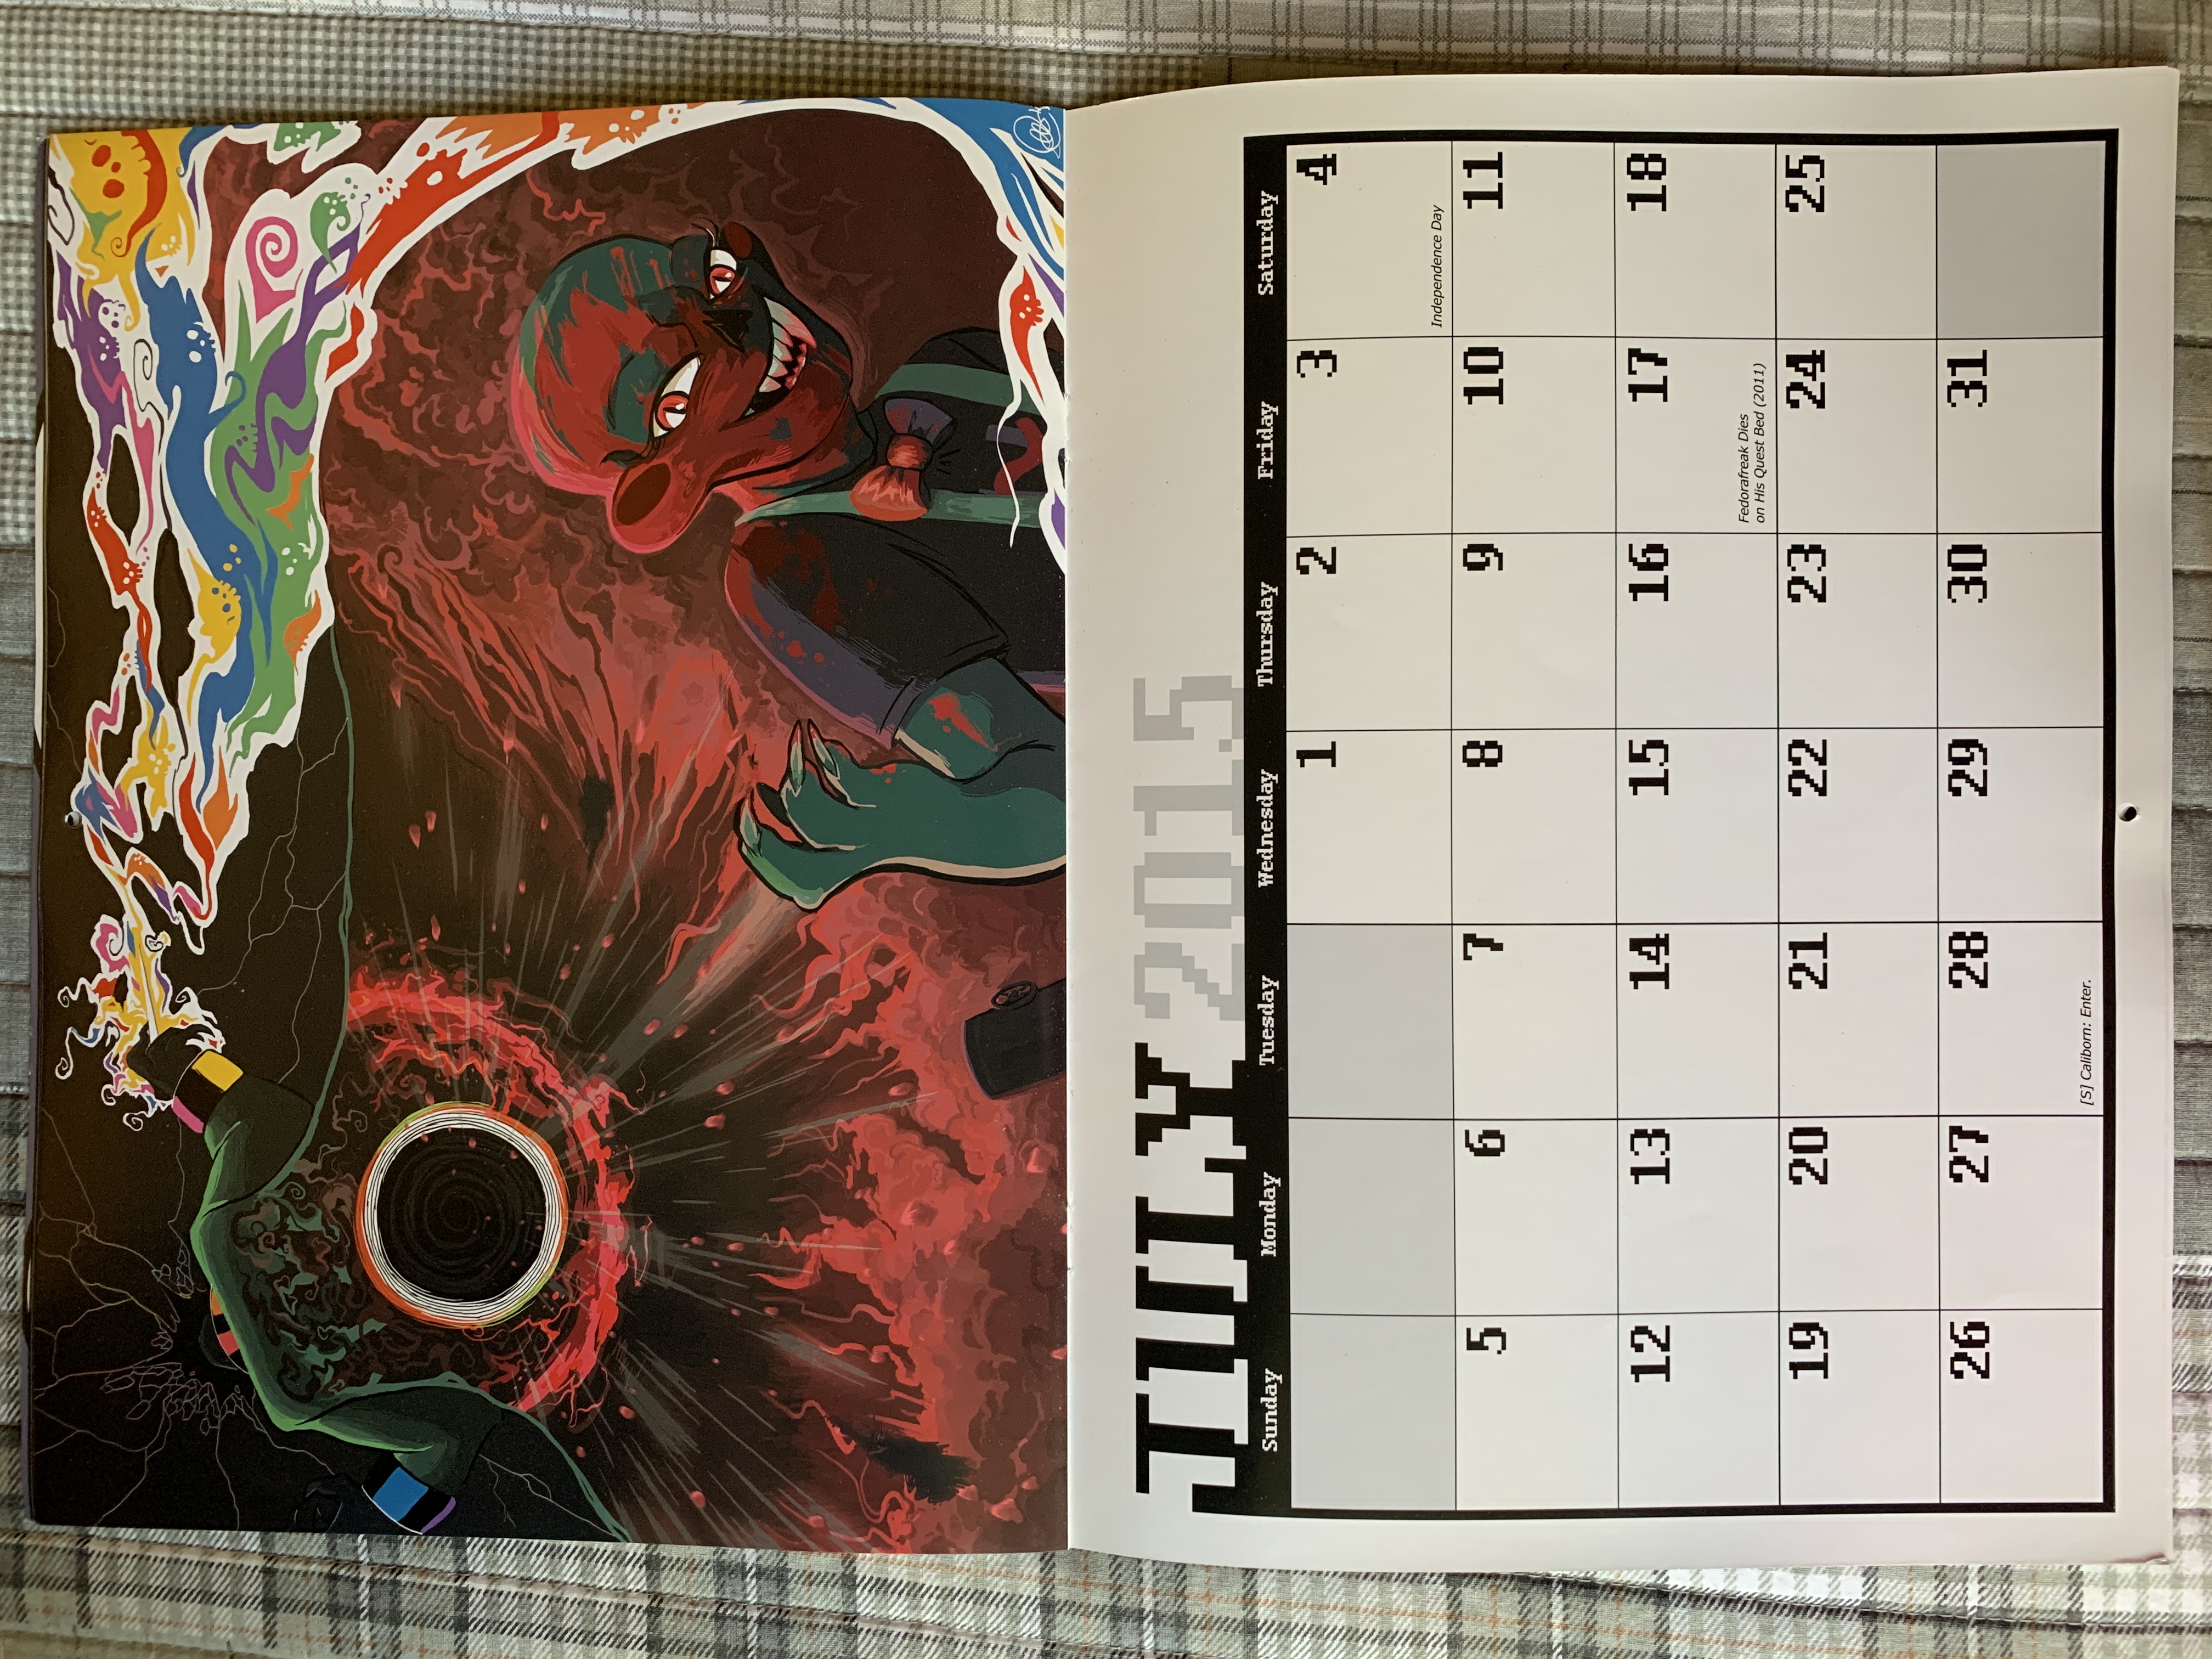 JULY 2015
Sunday Monday Tuesday Wednesday Thursday Friday Saturday
1 2 3 4
Independence Day
5 6 7 8 9 10 11
12 13 14 15 16 17 18
Fedorafreak Dies
on His Quest Bed (2011)
19 20 21 22 23 24 25
26 27 28 29 30 31
[S] Caliborn: Enter.